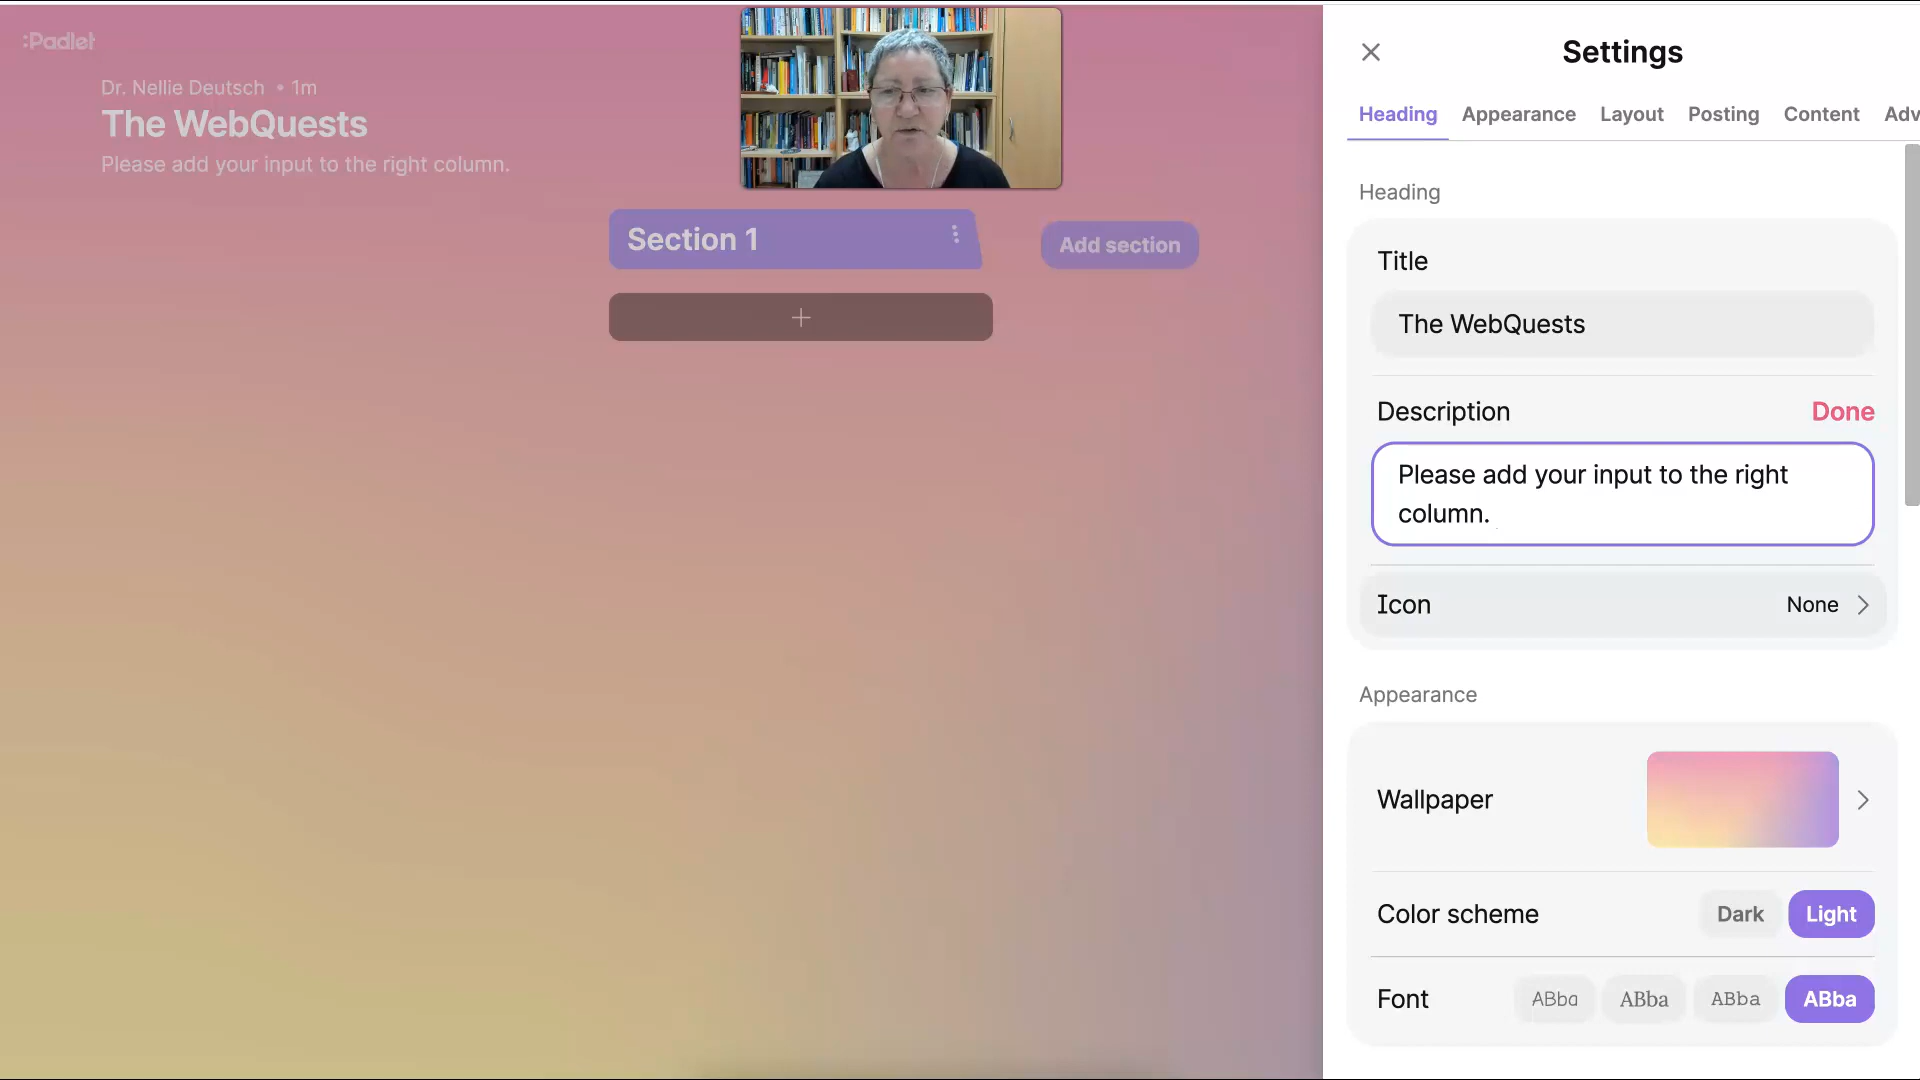 :Padlet
Dr. Nellie Deutsch • 1m
The WebQuests
Please add your input to the right column.
Section 1
Add section
Settings
Heading Appearance Layout Posting Content Adv
Heading
Title
The WebQuests
Description Done
Please add your input to the right
column.
Icon None
Appearance
Wallpaper
Color scheme Dark Light
Font ABba ABba ABba ABba